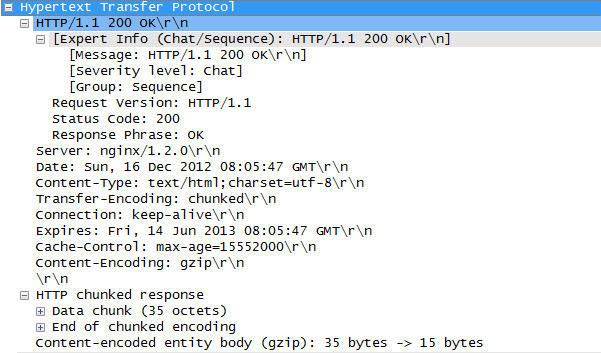 Hypertext Transfer Protocol
HTTP/1.1 200 OK\r\n
[Expert Info (Chat/Sequence): HTTP/1.1 200 OK\r\n]
[Message: HTTP/1.1 200 OK\r\n]
[Severity level: Chat]
[Group: Sequence]
Request Version: HTTP/1.1
Status Code: 200
Response Phrase: OK
Server: nginx/1.2.0\r\n
Date: Sun, 16 Dec 2012 08:05:47 GMT\r\n
Content-Type: text/html;charset=utf-8\r\n
Transfer-Encoding: chunked\r\n
Connection: keep-alive\r\n
Expires: Fri, 14 Jun 2013 08:05:47 GMT\r\n
Cache-Control: max-age=15552000\r\n
Content-Encoding: gzip\r\n
\r\n
HTTP chunked response
Data chunk (35 octets)
End of chunked encoding
Content-encoded entity body (gzip): 35 bytes -> 15 bytes